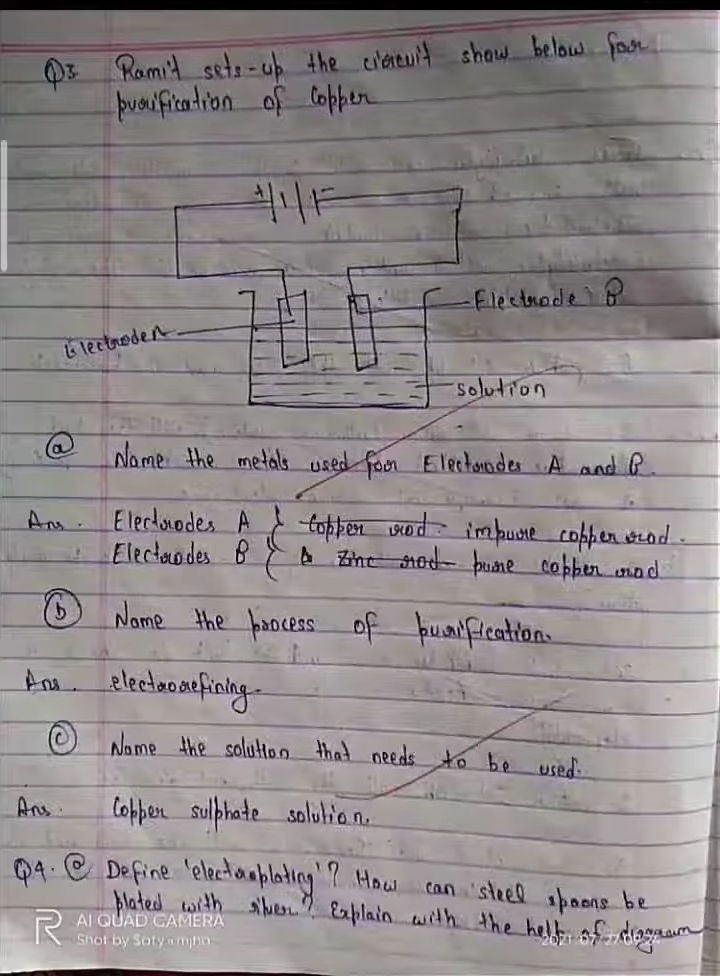 Q3. Ramit sets-up the circuit show below for
purification of Copper
+
Electrode B
ElectrodeA
solution
(a) Name the metals used for Electrodes A and B.
Ans. Electrodes A } Copper rod. impure copper rod.
Electrodes B { Zinc rod pure copper rod
(b) Name the process of purification.
Ans. electrorefining.
(c) Name the solution that needs to be used.
Ans. Copper sulphate solution.
Q4. @ Define 'electroplating'? How can steel spoons be
plated with silver? Explain with the help of diagram
AI QUAD CAMERA
Shot by Satyamjha
2021/07/27 09:24